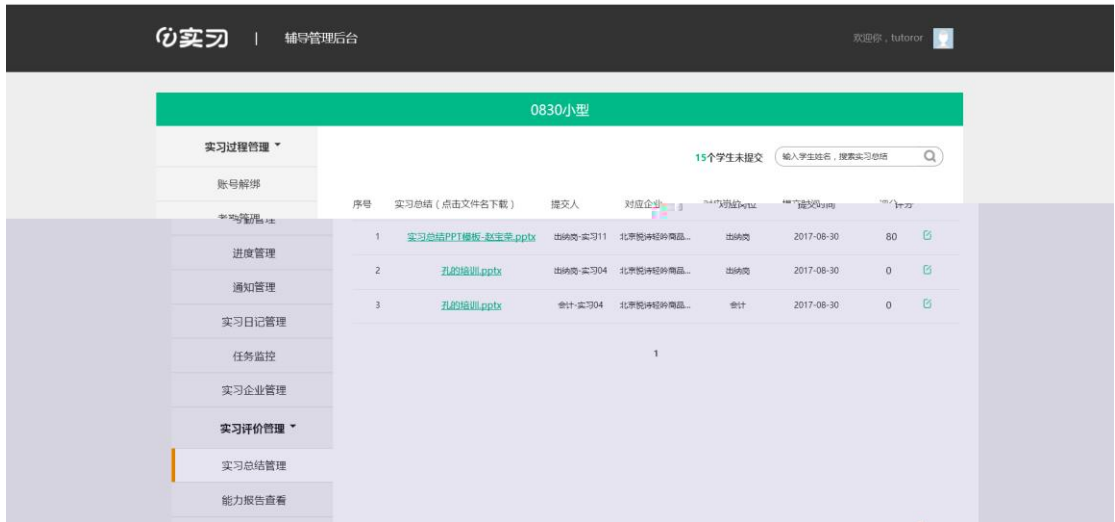 i实习 | 辅导管理后台
欢迎你，tutoror
0830小型
实习过程管理
15个学生未提交
输入学生姓名，搜索实习总结
账号解绑
序号 实习总结（点击文件名下载） 提交人 对应企业
管理
1 实习总结PPT模板-赵宝荣.pptx 出纳岗-实习11 北京悦诗轻吟商品... 出纳岗 2017-08-30 80
进度管理
2 孔的培训.pptx 出纳岗-实习04 北京悦诗轻吟商品... 出纳岗 2017-08-30 0
通知管理
3 孔的培训.pptx 会计-实习04 北京悦诗轻吟商品... 会计 2017-08-30 0
实习日记管理
1
任务监控
实习企业管理
实习评价管理
实习总结管理
能力报告查看